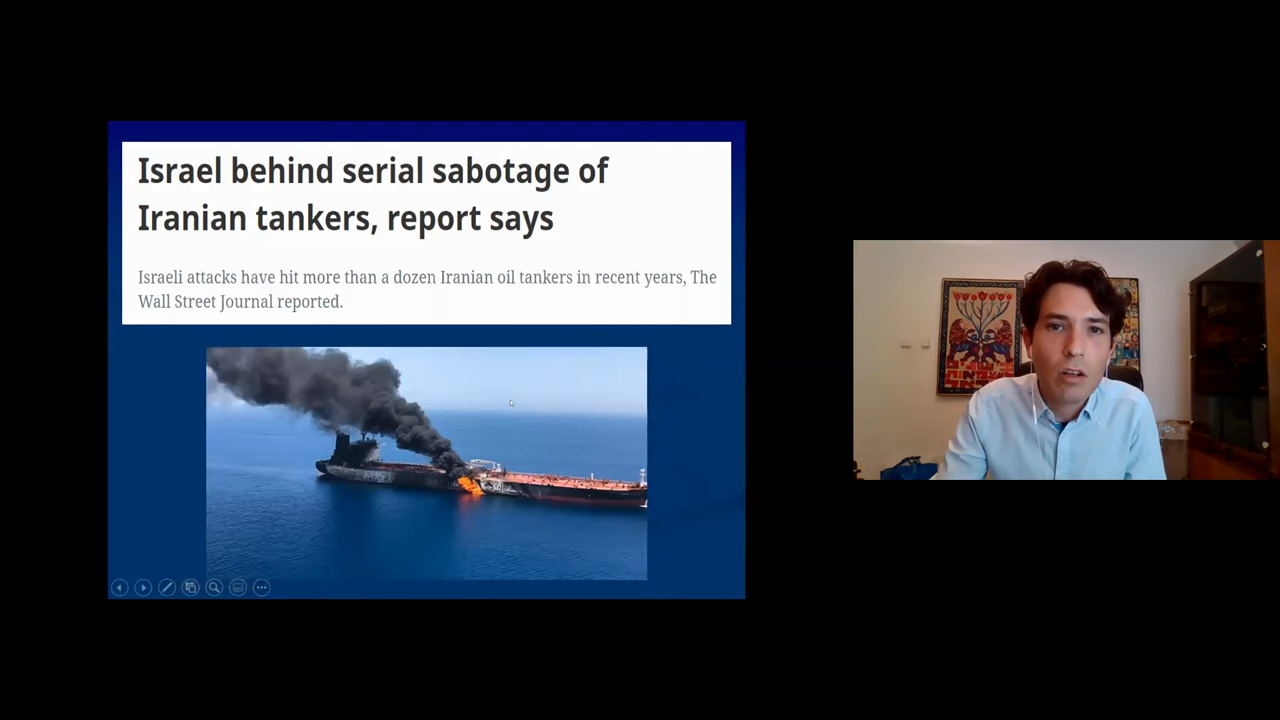 Israel behind serial sabotage of
Iranian tankers, report says
Israeli attacks have hit more than a dozen Iranian oil tankers in recent years, The
Wall Street Journal reported.